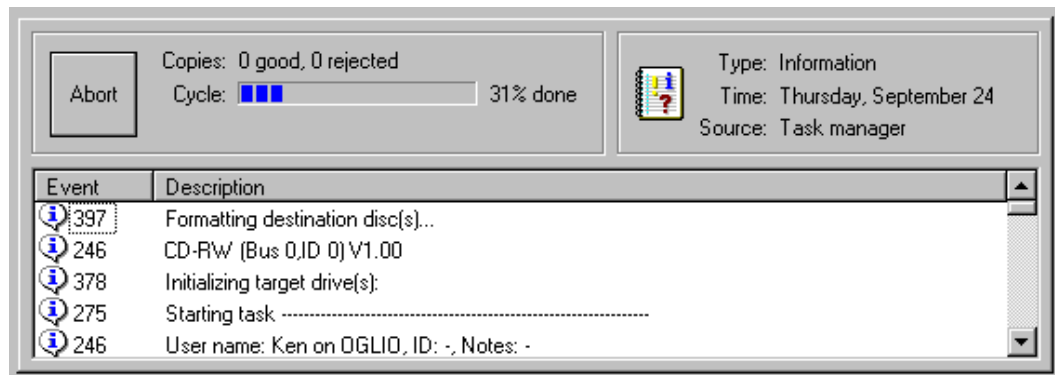 Abort
Copies: 0 good, 0 rejected
Cycle: 31% done
Type: Information
Time: Thursday, September 24
Source: Task manager
Event Description
397 Formatting destination disc(s)...
246 CD-RW (Bus 0,ID 0) V1.00
378 Initializing target drive(s):
275 Starting task ------------------------------------------------------------------
246 User name: Ken on OGLIO, ID: -, Notes: -